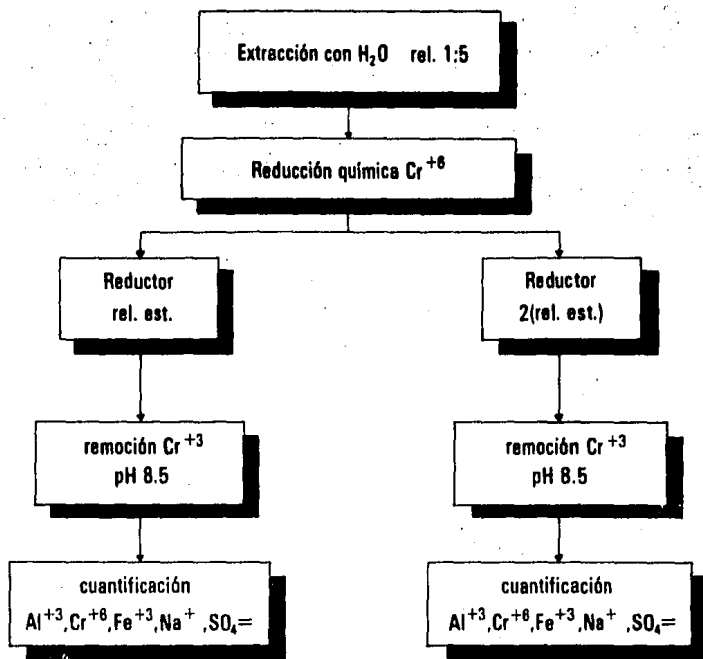 Extracción con H₂O rel. 1:5
Reducción química Cr⁺⁶
Reductor
rel. est.
Reductor
2(rel. est.)
remoción Cr⁺³
pH 8.5
remoción Cr⁺³
pH 8.5
cuantificación
Al⁺³,Cr⁺⁶,Fe⁺³,Na⁺ ,SO₄=
cuantificación
Al⁺³,Cr⁺⁶,Fe⁺³,Na⁺ ,SO₄=